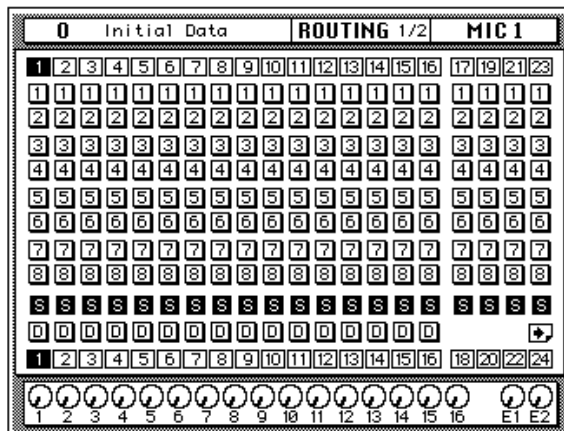 0 Initial Data ROUTING 1/2 MIC 1
1 2 3 4 5 6 7 8 9 10 11 12 13 14 15 16 17 19 21 23
1 1 1 1 1 1 1 1 1 1 1 1 1 1 1 1 1 1 1 1
2 2 2 2 2 2 2 2 2 2 2 2 2 2 2 2 2 2 2 2
3 3 3 3 3 3 3 3 3 3 3 3 3 3 3 3 3 3 3 3
4 4 4 4 4 4 4 4 4 4 4 4 4 4 4 4 4 4 4 4
5 5 5 5 5 5 5 5 5 5 5 5 5 5 5 5 5 5 5 5
6 6 6 6 6 6 6 6 6 6 6 6 6 6 6 6 6 6 6 6
7 7 7 7 7 7 7 7 7 7 7 7 7 7 7 7 7 7 7 7
8 8 8 8 8 8 8 8 8 8 8 8 8 8 8 8 8 8 8 8
S S S S S S S S S S S S S S S S S S S S
D D D D D D D D D D D D D D D D
1 2 3 4 5 6 7 8 9 10 11 12 13 14 15 16 18 20 22 24
1 2 3 4 5 6 7 8 9 10 11 12 13 14 15 16 E1 E2